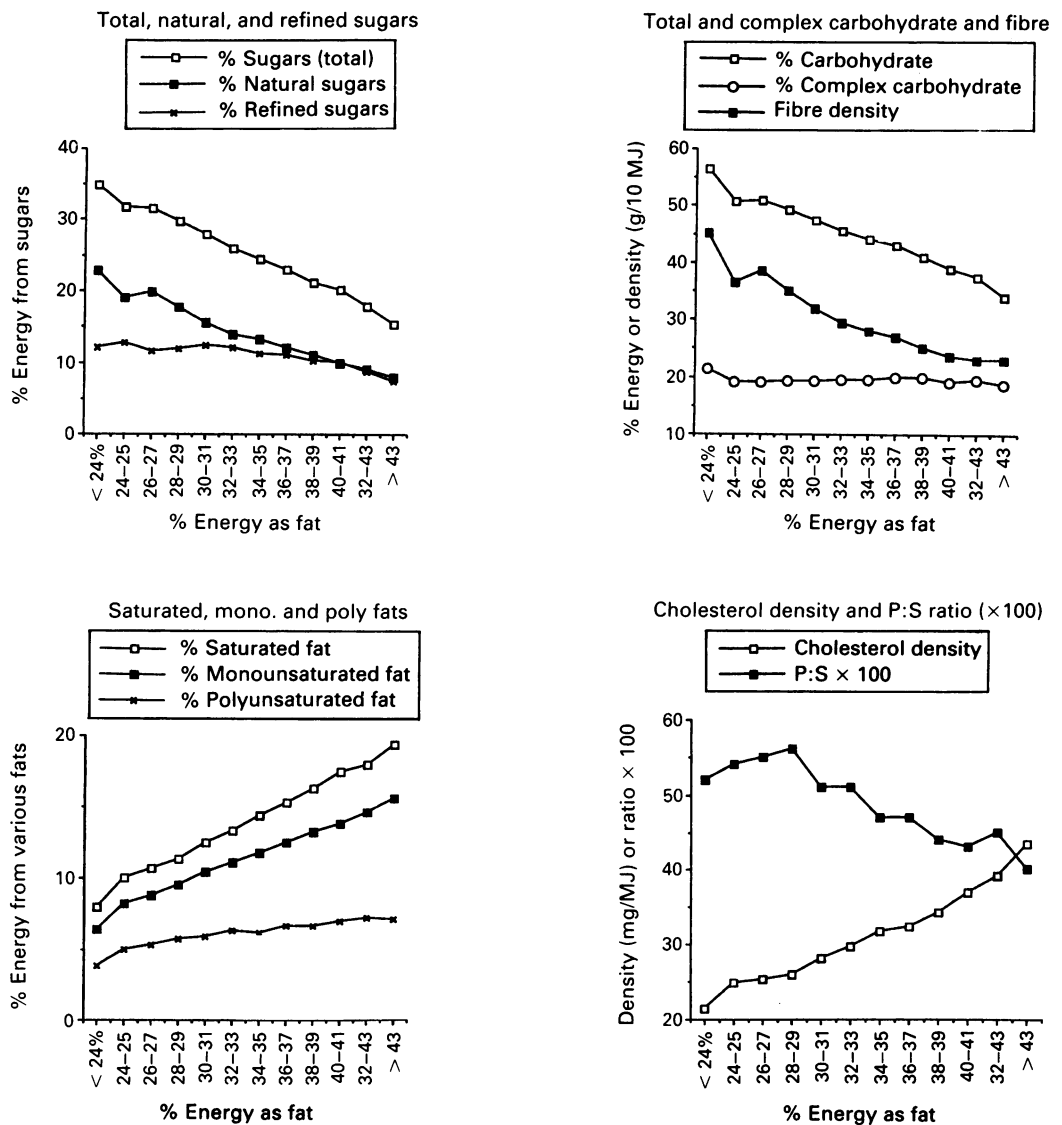 Total, natural, and refined sugars
% Sugars (total)
% Natural sugars
% Refined sugars
% Energy from sugars
40
30
20
10
0
< 24%
24–25
26–27
28–29
30–31
32–33
34–35
36–37
38–39
40–41
32–43
> 43
% Energy as fat
Total and complex carbohydrate and fibre
% Carbohydrate
% Complex carbohydrate
Fibre density
% Energy or density (g/10 MJ)
60
50
40
30
20
10
< 24%
24–25
26–27
28–29
30–31
32–33
34–35
36–37
38–39
40–41
32–43
> 43
% Energy as fat
Saturated, mono. and poly fats
% Saturated fat
% Monounsaturated fat
% Polyunsaturated fat
% Energy from various fats
20
10
0
< 24%
24–25
26–27
28–29
30–31
32–33
34–35
36–37
38–39
40–41
32–43
> 43
% Energy as fat
Cholesterol density and P:S ratio (×100)
Cholesterol density
P:S × 100
Density (mg/MJ) or ratio × 100
60
50
40
30
20
< 24%
24–25
26–27
28–29
30–31
32–33
34–35
36–37
38–39
40–41
32–43
> 43
% Energy as fat